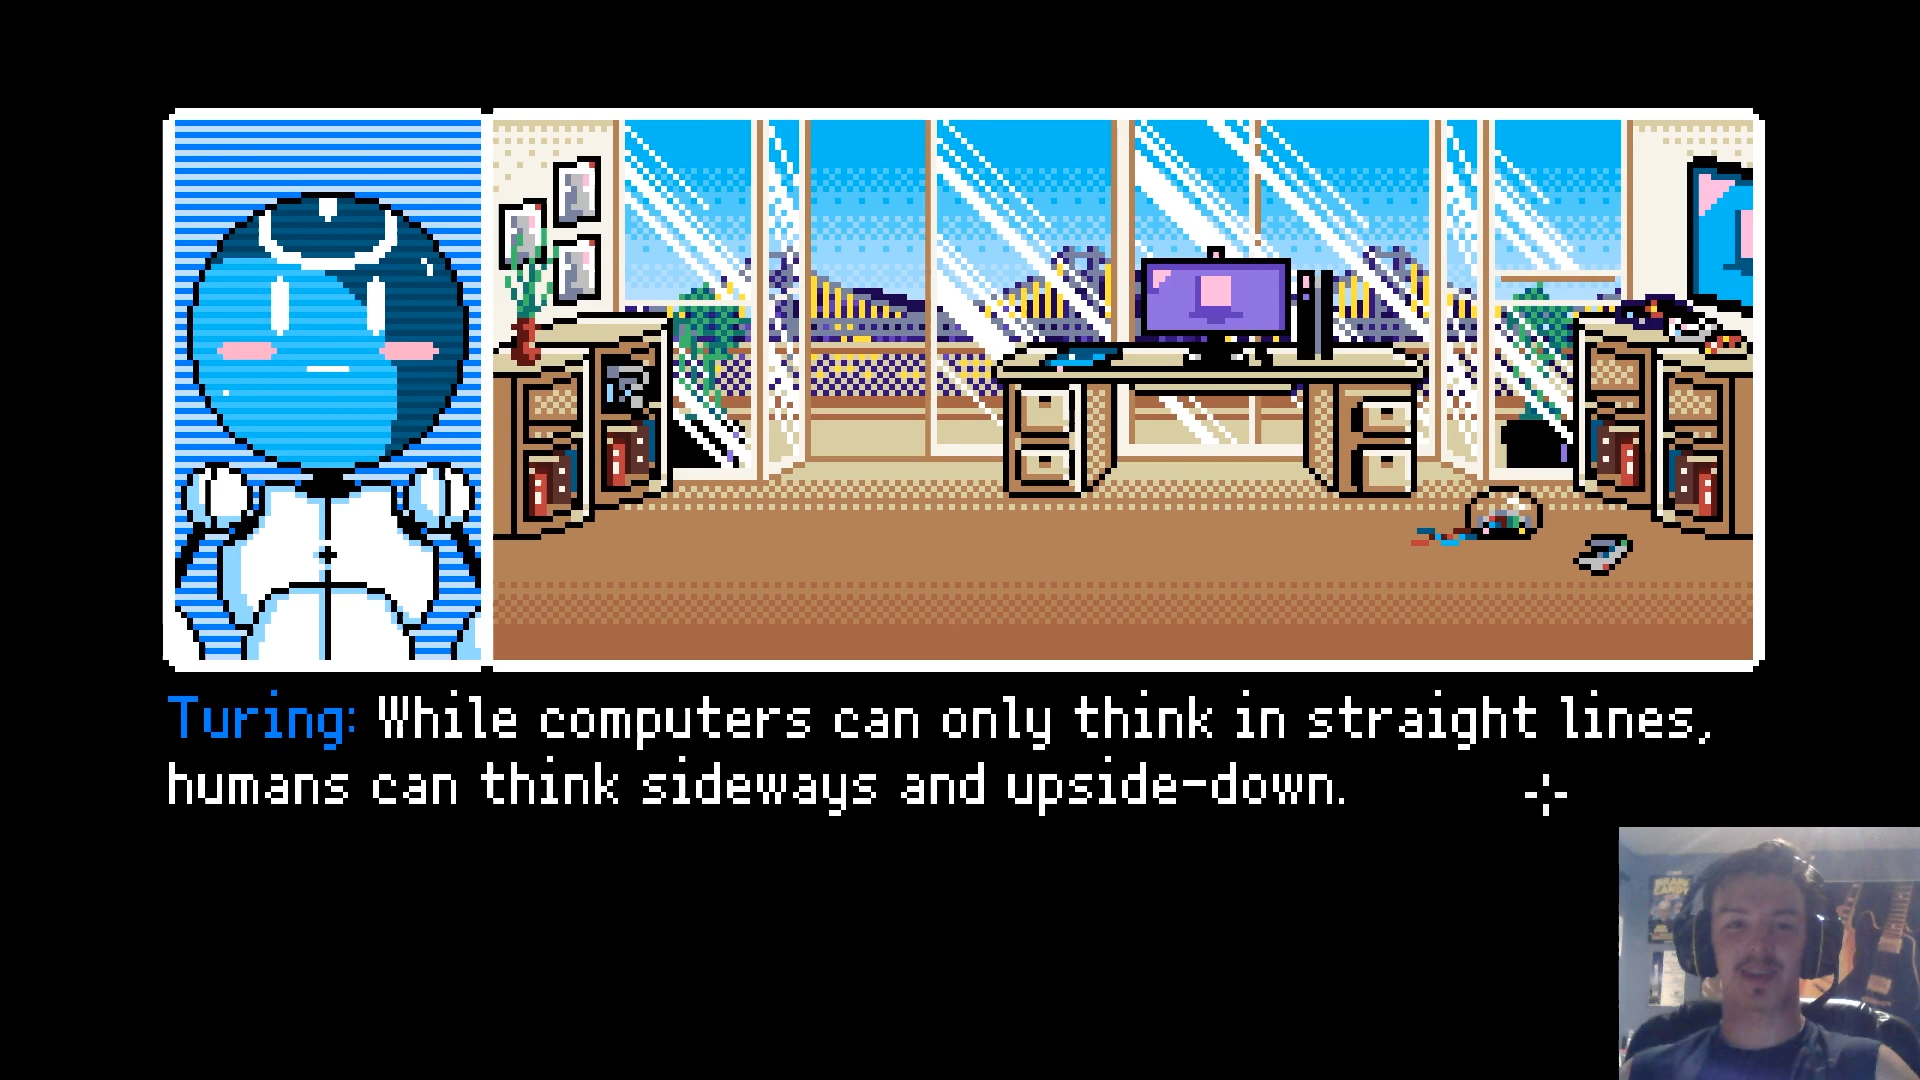 Turing: While computers can only think in straight lines,
humans can think sideways and upside-down.